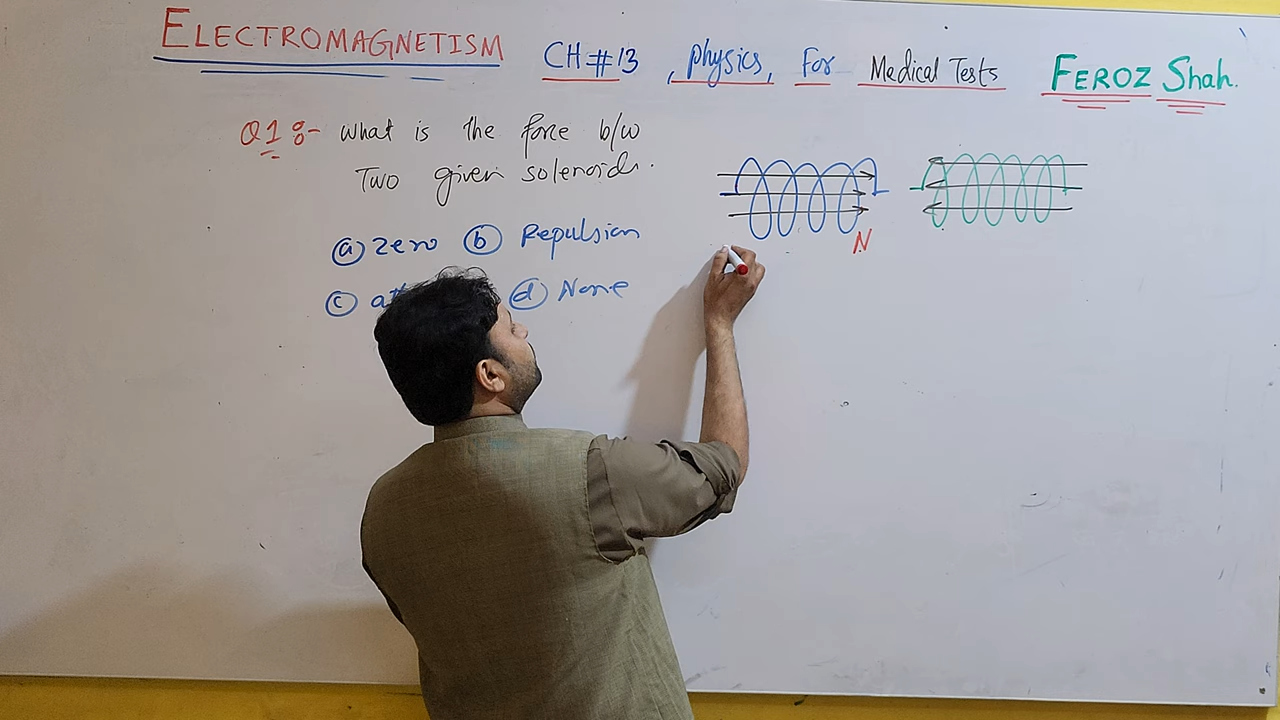 ELECTROMAGNETISM CH#13, Physics, For Medical Tests FEROZ Shah.
Q1:- What is the force b/w
Two given solenoids.
(a) Zero (b) Repulsion
(c) (d) None
N